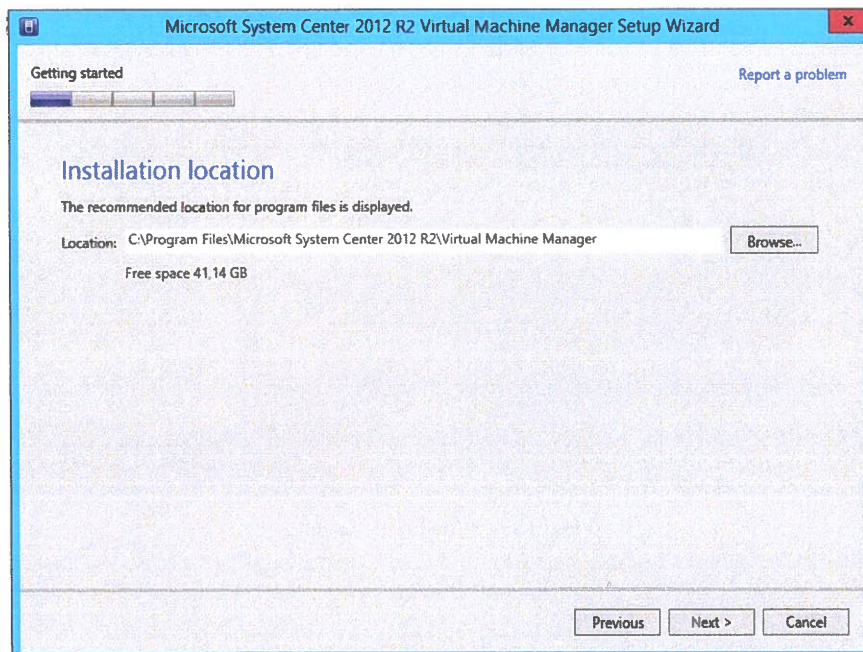 Microsoft System Center 2012 R2 Virtual Machine Manager Setup Wizard
x
Getting started
Report a problem
Installation location
The recommended location for program files is displayed.
Location: C:\Program Files\Microsoft System Center 2012 R2\Virtual Machine Manager Browse...
Free space 41,14 GB
Previous Next > Cancel